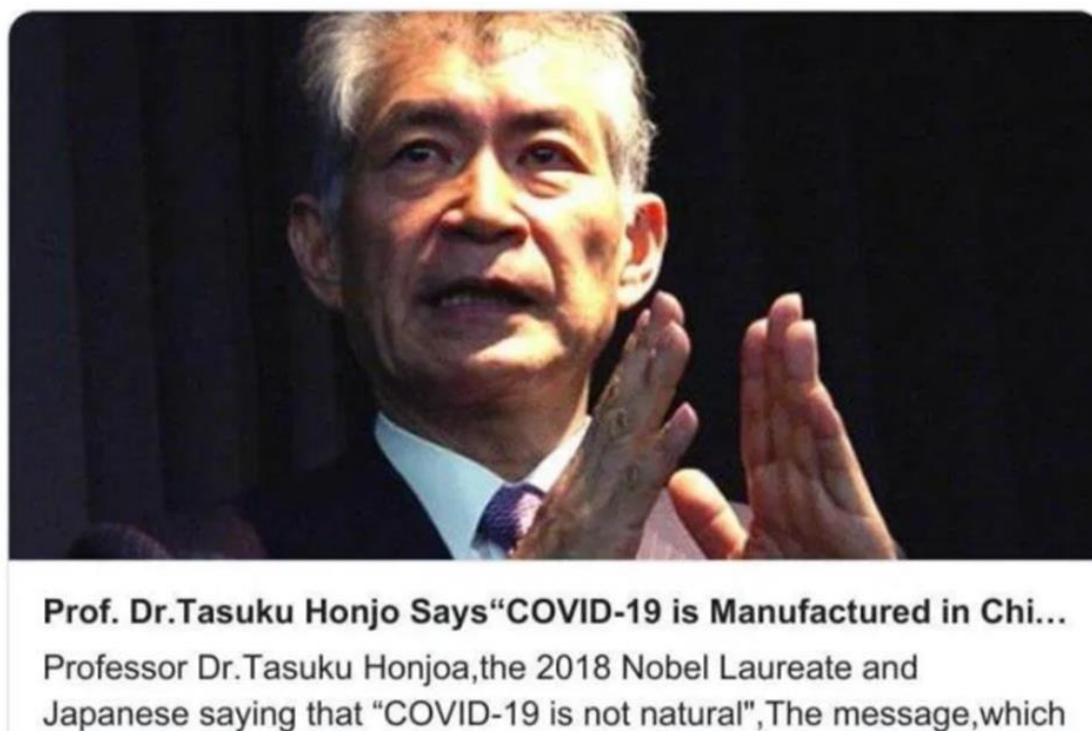 Prof. Dr.Tasuku Honjo Says“COVID-19 is Manufactured in Chi...
Professor Dr.Tasuku Honjoa,the 2018 Nobel Laureate and
Japanese saying that “COVID-19 is not natural",The message,which